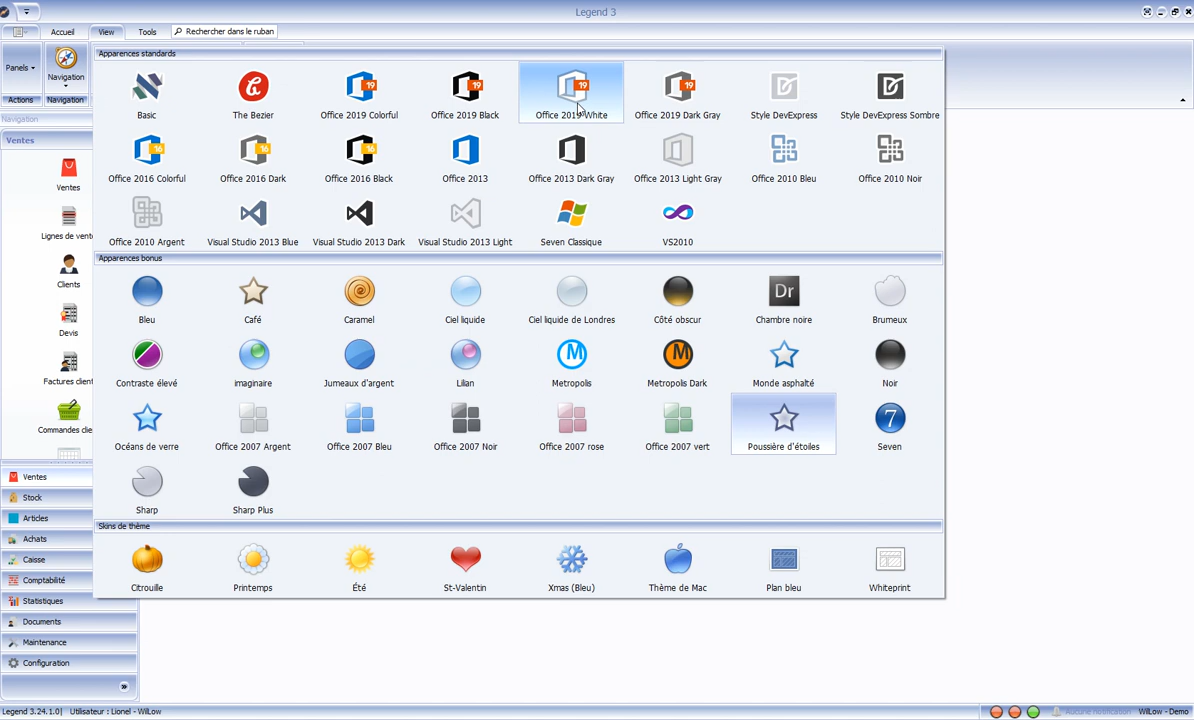 Legend 3
Accueil
View
Tools
Rechercher dans le ruban
Panels
Navigation
Actions
Navigation
Navigation
Ventes
Ventes
Lignes de vente
Clients
Devis
Factures client
Commandes clie
Ventes
Stock
Articles
Achats
Caisse
Comptabilité
Statistiques
Documents
Maintenance
Configuration
Apparences standards
Basic
The Bezier
Office 2019 Colorful
Office 2019 Black
Office 2019 White
Office 2019 Dark Gray
Style DevExpress
Style DevExpress Sombre
Office 2016 Colorful
Office 2016 Dark
Office 2016 Black
Office 2013
Office 2013 Dark Gray
Office 2013 Light Gray
Office 2010 Bleu
Office 2010 Noir
Office 2010 Argent
Visual Studio 2013 Blue
Visual Studio 2013 Dark
Visual Studio 2013 Light
Seven Classique
VS2010
Apparences bonus
Bleu
Café
Caramel
Ciel liquide
Ciel liquide de Londres
Côté obscur
Chambre noire
Brumeux
Contraste élevé
imaginaire
Jumeaux d'argent
Lilian
Metropolis
Metropolis Dark
Monde asphalté
Noir
Océans de verre
Office 2007 Argent
Office 2007 Bleu
Office 2007 Noir
Office 2007 rose
Office 2007 vert
Poussière d'étoiles
Seven
Sharp
Sharp Plus
Skins de thème
Citrouille
Printemps
Été
St-Valentin
Xmas (Bleu)
Thème de Mac
Plan bleu
Whiteprint
Legend 3.24.1.0| Utilisateur : Lionel - WilLow
Aucune notification
WilLow - Demo